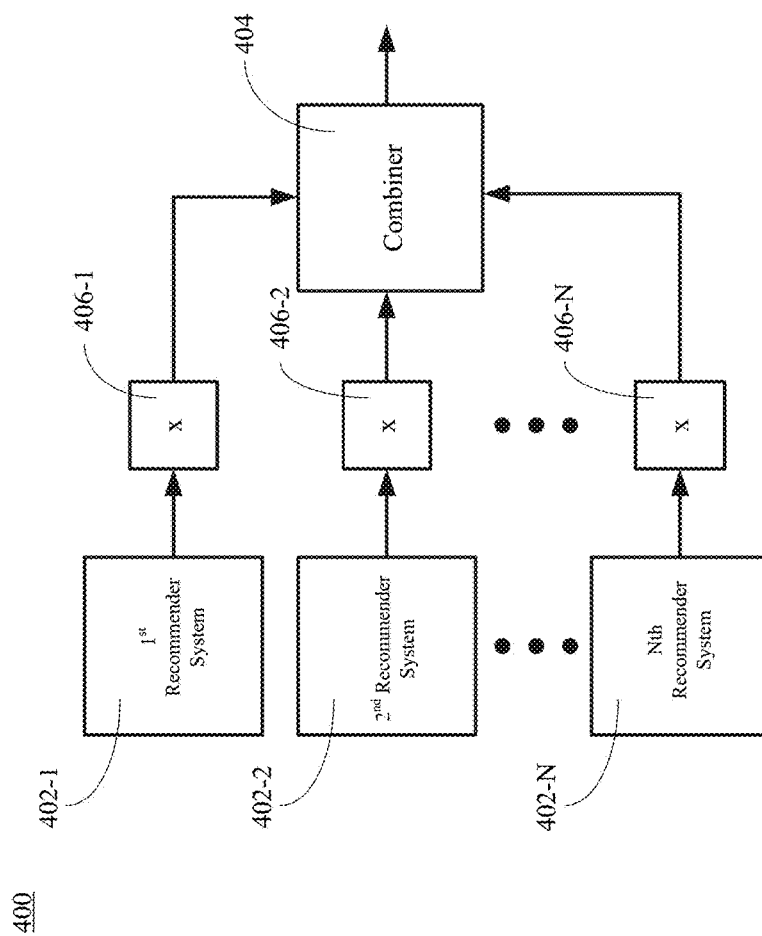 400
402-1
1st
Recommender
System
406-1
x
402-2
2nd Recommender
System
406-2
x
404
Combiner
402-N
Nth
Recommender
System
406-N
x